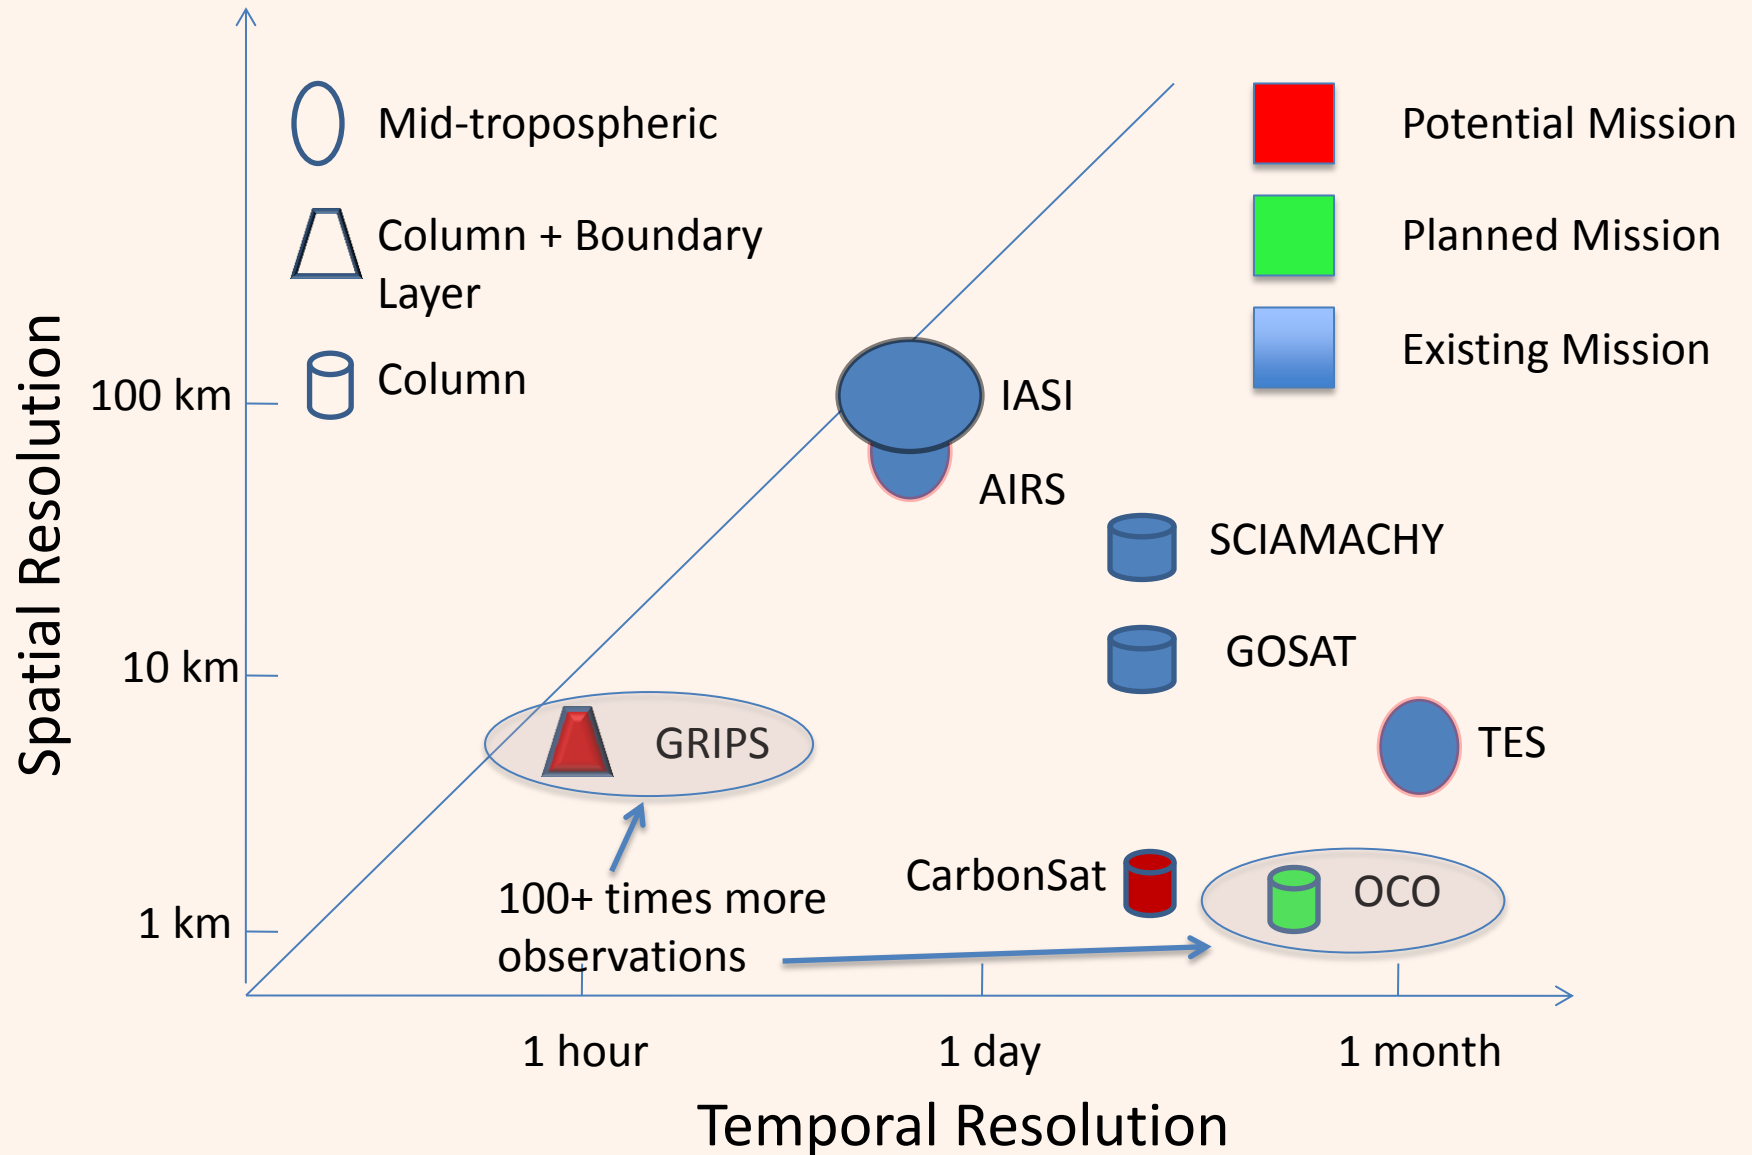 Mid-tropospheric
Column + Boundary
Layer
Column
Potential Mission
Planned Mission
Existing Mission
Spatial Resolution
100 km
10 km
1 km
IASI
AIRS
SCIAMACHY
GOSAT
GRIPS
TES
CarbonSat
OCO
100+ times more
observations
1 hour
1 day
1 month
Temporal Resolution